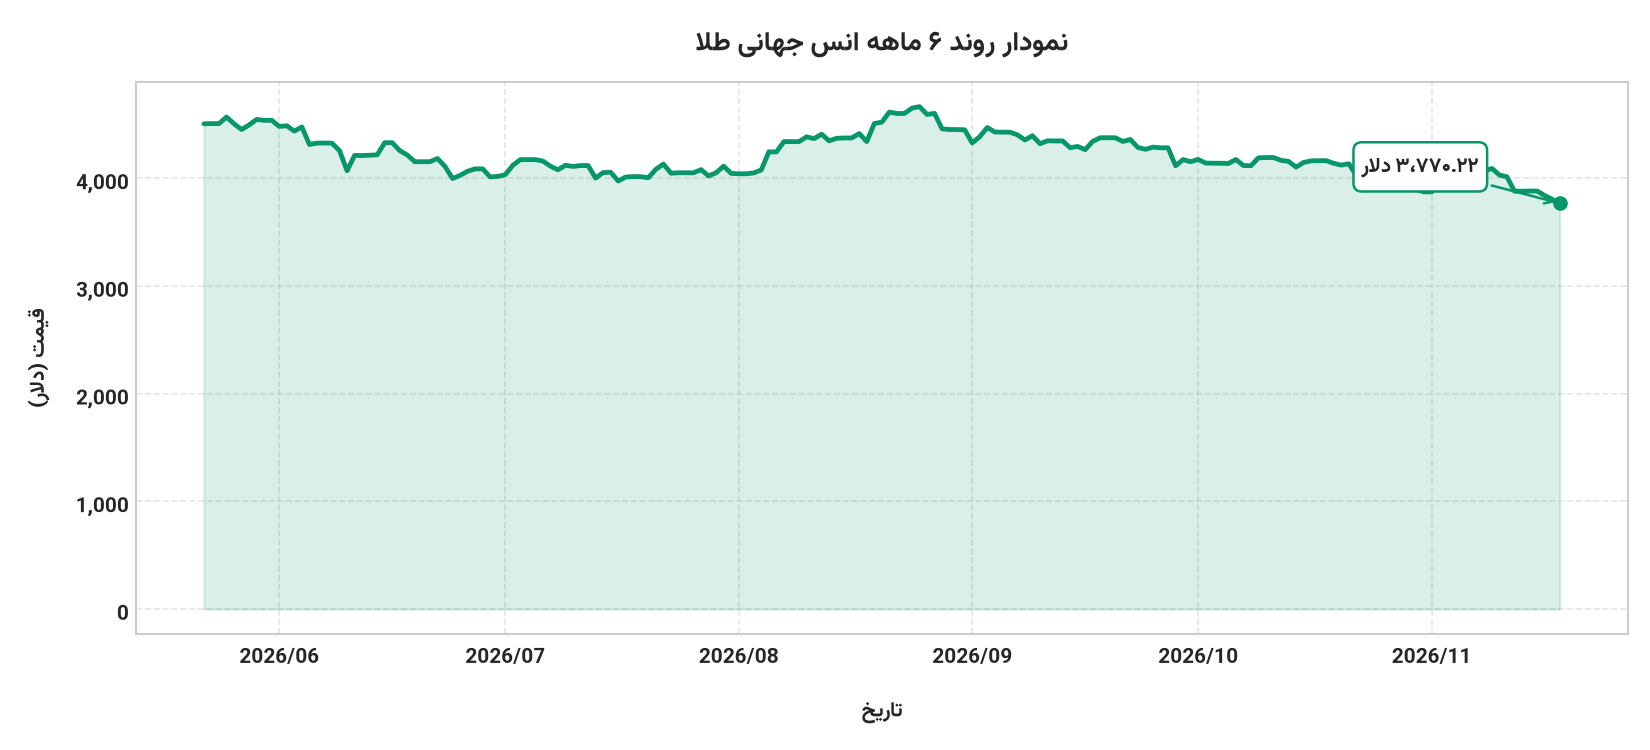 نمودار روند ۶ ماهه انس جهانی طلا
قیمت (دلار)
4,000
3,000
2,000
1,000
0
۳،۷۷۰.۲۲ دلار
2026/06
2026/07
2026/08
2026/09
2026/10
2026/11
تاریخ